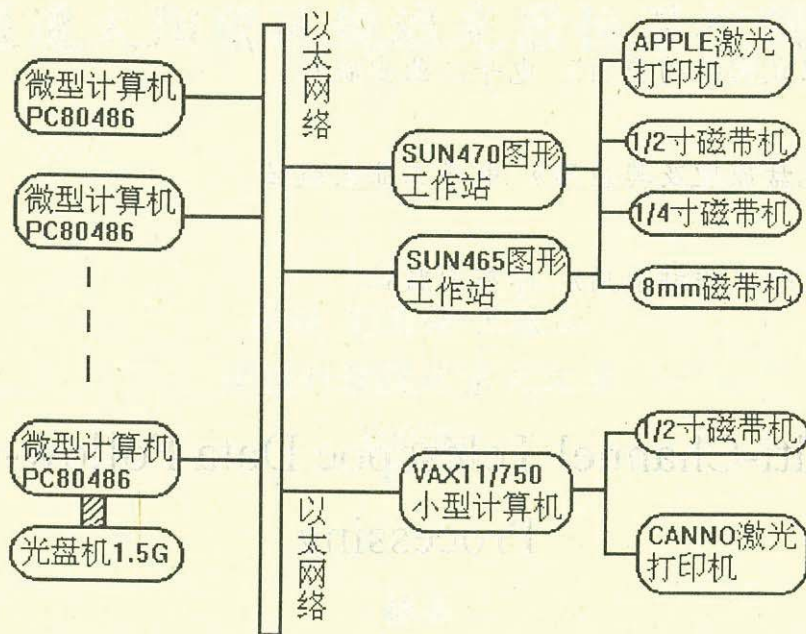 以太网络
微型计算机
PC80486
微型计算机
PC80486
微型计算机
PC80486
光盘机1.5G
SUN470图形
工作站
SUN465图形
工作站
VAX11/750
小型计算机
APPLE激光
打印机
1/2寸磁带机
1/4寸磁带机
8mm磁带机
1/2寸磁带机
CANNO激光
打印机
以太网络